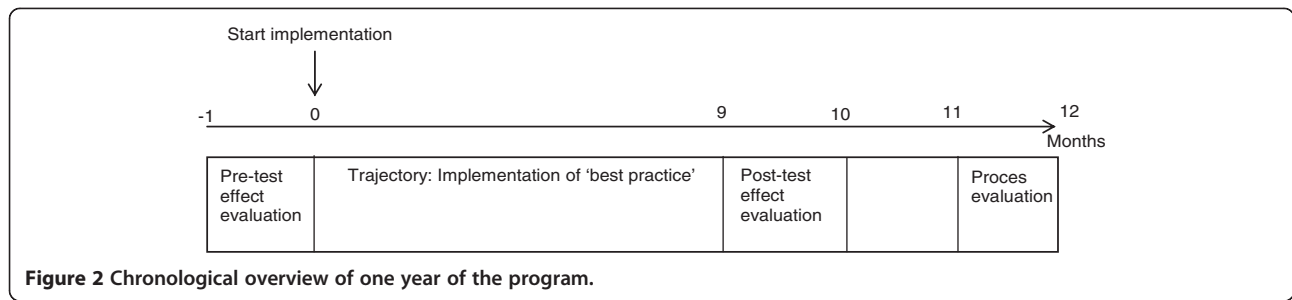 Start implementation
-1 0 9 10 11 12
Months
Pre-test
effect
evaluation
Trajectory: Implementation of ‘best practice’
Post-test
effect
evaluation
Proces
evaluation
Figure 2 Chronological overview of one year of the program.